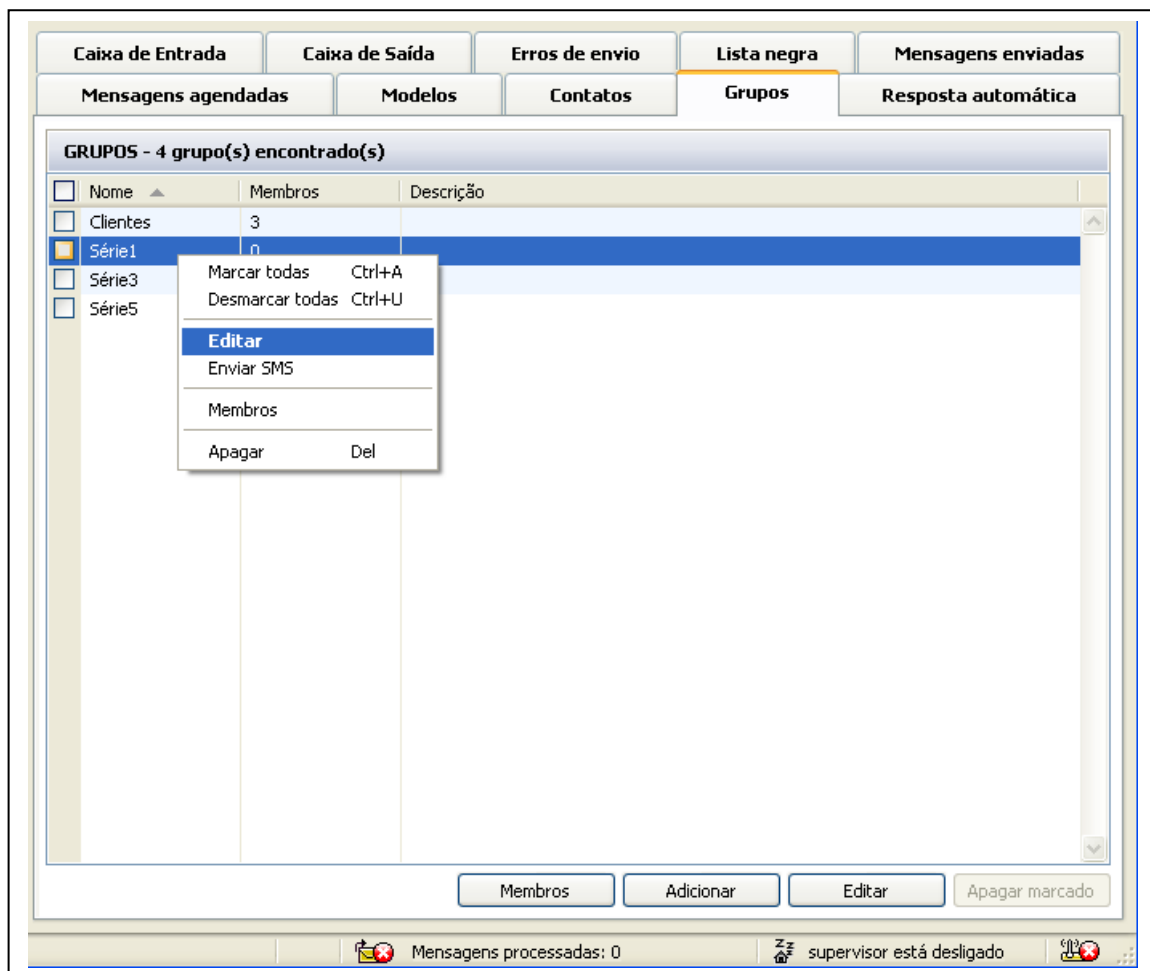 Caixa de Entrada Caixa de Saída Erros de envio Lista negra Mensagens enviadas
Mensagens agendadas Modelos Contatos Grupos Resposta automática
GRUPOS - 4 grupo(s) encontrado(s)
Nome Membros Descrição
Clientes 3
Série1 0
Série3
Série5
Marcar todas Ctrl+A
Desmarcar todas Ctrl+U
Editar
Enviar SMS
Membros
Apagar Del
Membros Adicionar Editar Apagar marcado
Mensagens processadas: 0 supervisor está desligado